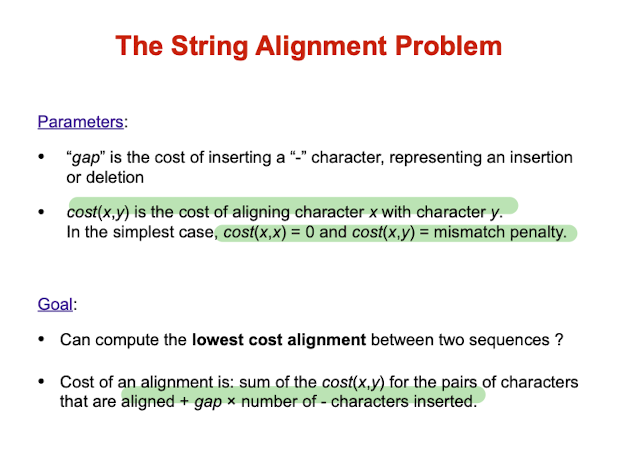 The String Alignment Problem
Parameters:
• “gap” is the cost of inserting a “-” character, representing an insertion
or deletion
• cost(x,y) is the cost of aligning character x with character y.
In the simplest case, cost(x,x) = 0 and cost(x,y) = mismatch penalty.
Goal:
• Can compute the lowest cost alignment between two sequences ?
• Cost of an alignment is: sum of the cost(x,y) for the pairs of characters
that are aligned + gap × number of - characters inserted.